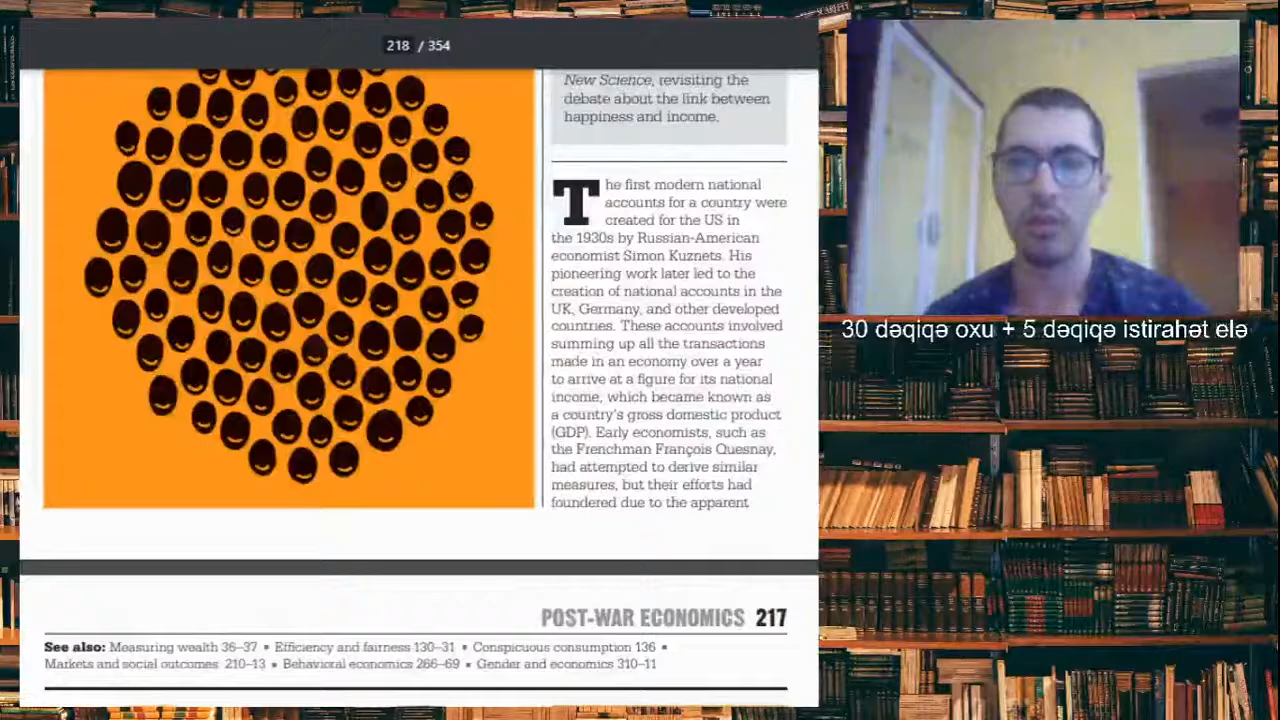 218 / 354
New Science, revisiting the
debate about the link between
happiness and income.
The first modern national
accounts for a country were
created for the US in
the 1930s by Russian-American
economist Simon Kuznets. His
pioneering work later led to the
creation of national accounts in the
UK, Germany, and other developed
countries. These accounts involved
summing up all the transactions
made in an economy over a year
to arrive at a figure for its national
income, which became known as
a country's gross domestic product
(GDP). Early economists, such as
the Frenchman François Quesnay,
had attempted to derive similar
measures, but their efforts had
foundered due to the apparent
POST-WAR ECONOMICS 217
See also: Measuring wealth 36–37 ▪ Efficiency and fairness 130–31 ▪ Conspicuous consumption 136 ▪
Markets and social outcomes 210–13 ▪ Behavioral economics 266–69 ▪ Gender and economics 310–11
30 dəqiqə oxu + 5 dəqiqə istirahət elə